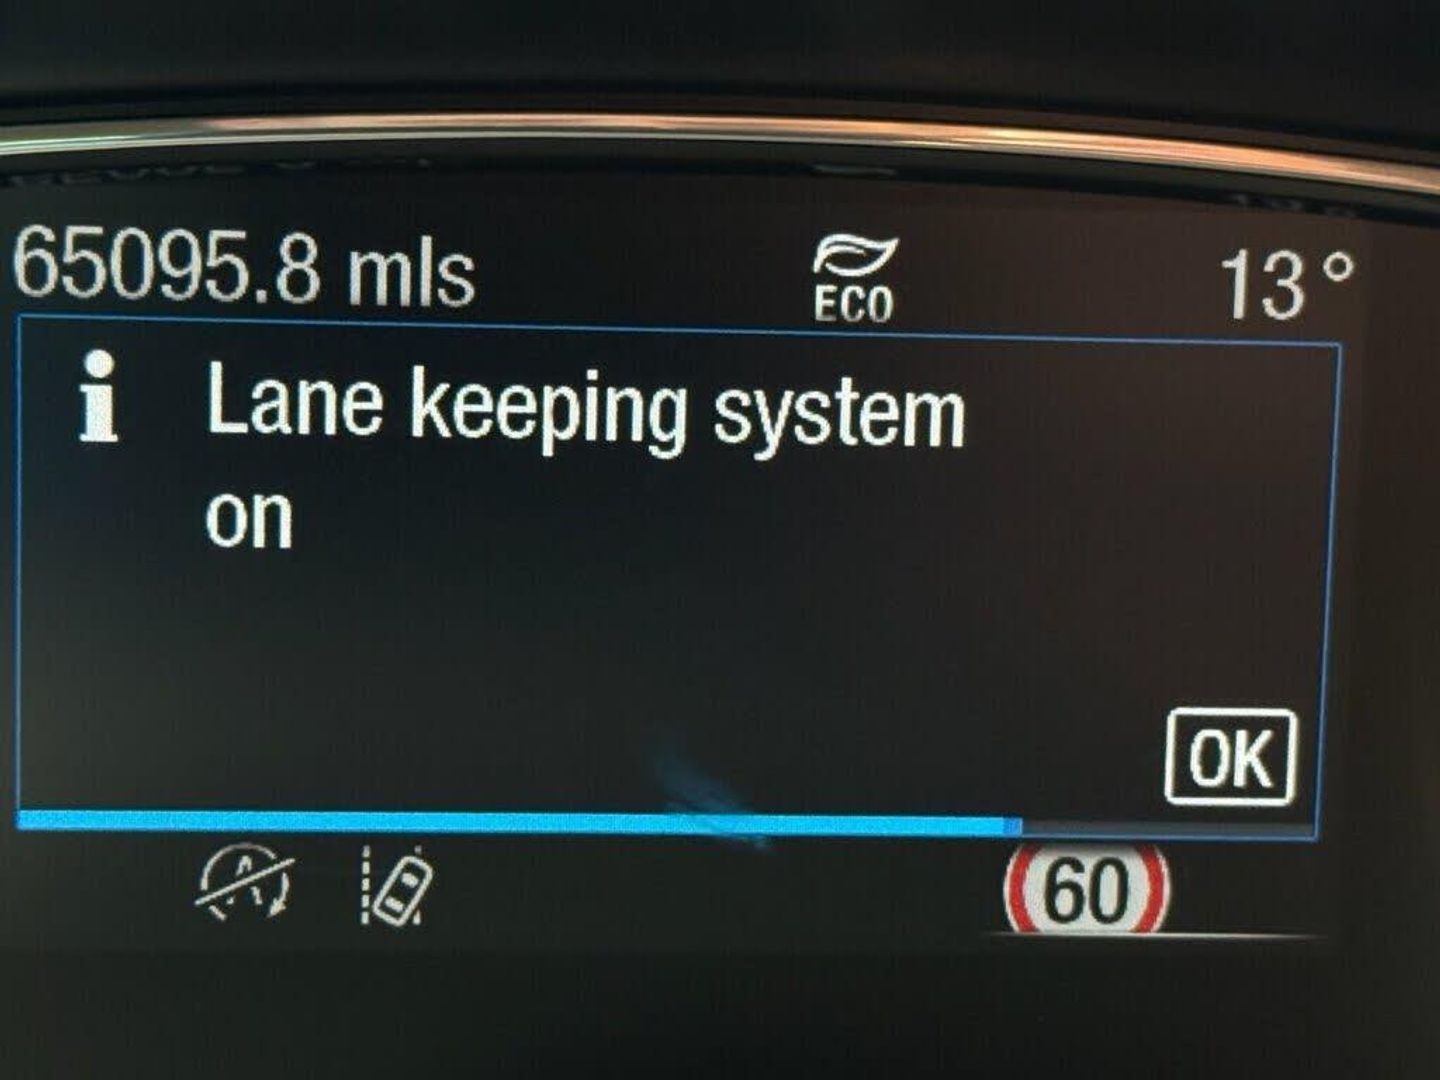 65095.8 mls
ECO
13°
i
Lane keeping system
on
OK
A
60